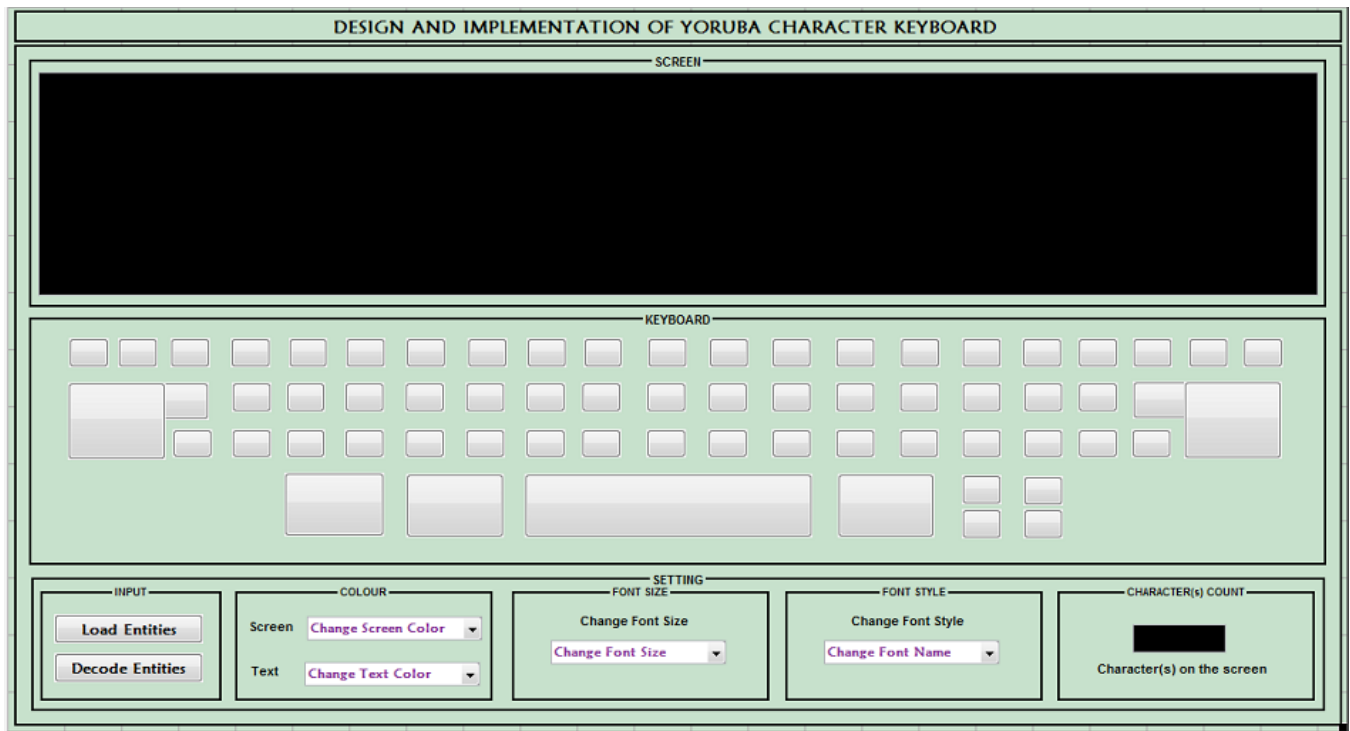 DESIGN AND IMPLEMENTATION OF YORUBA CHARACTER KEYBOARD
SCREEN
KEYBOARD
SETTING
INPUT
Load Entities
Decode Entities
COLOUR
Screen Change Screen Color
Text Change Text Color
FONT SIZE
Change Font Size
Change Font Size
FONT STYLE
Change Font Style
Change Font Name
CHARACTER(s) COUNT
Character(s) on the screen